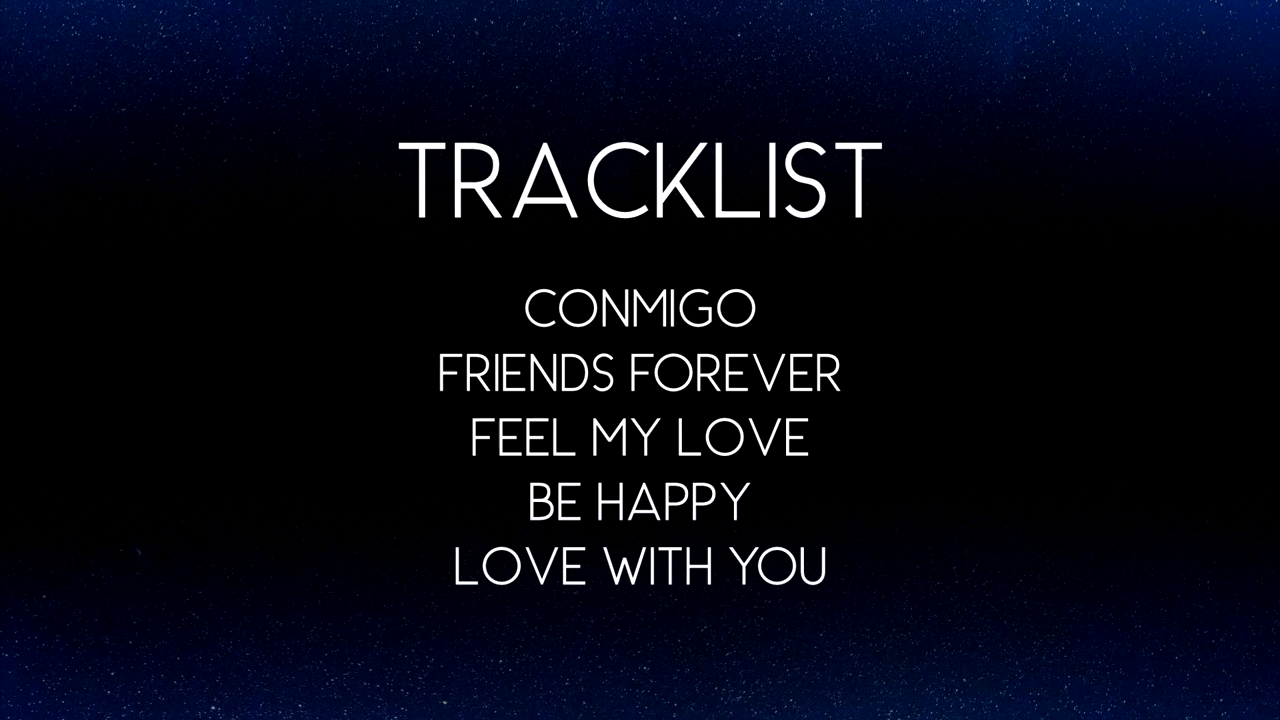 TRACKLIST
CONMIGO
FRIENDS FOREVER
FEEL MY LOVE
BE HAPPY
LOVE WITH YOU